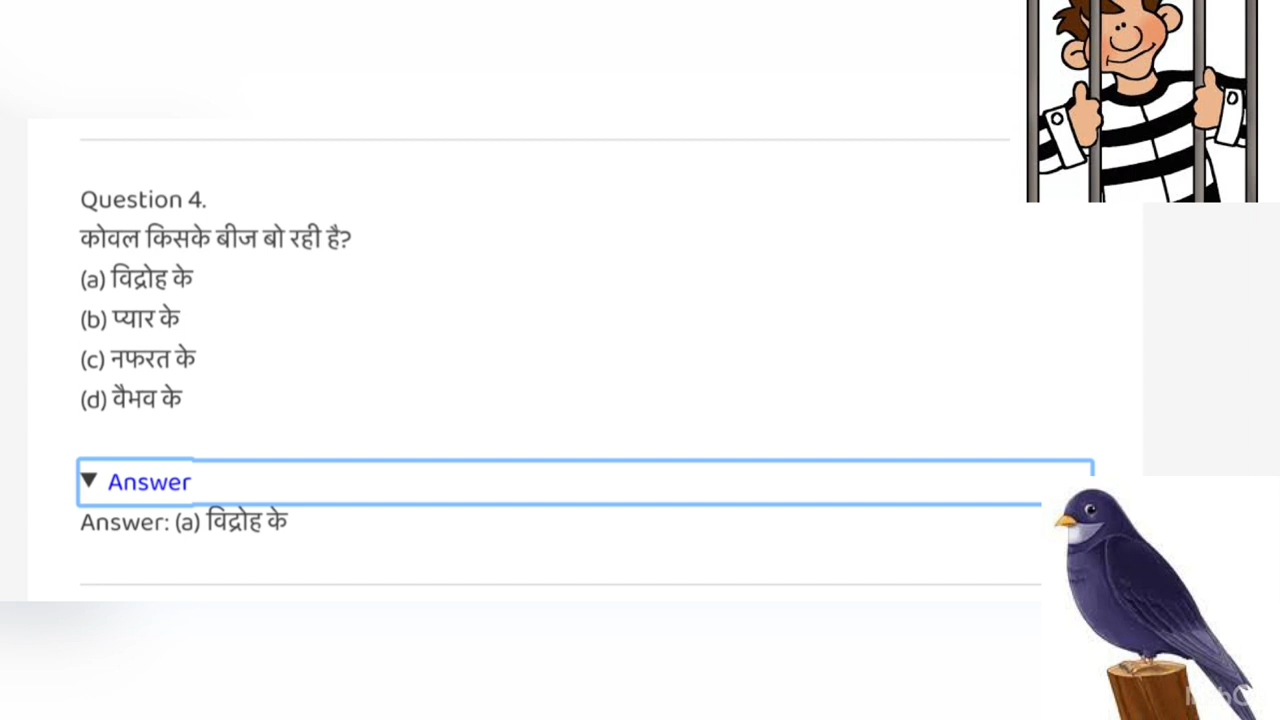 Question 4.
कोवल किसके बीज बो रही है?
(a) विद्रोह के
(b) प्यार के
(c) नफरत के
(d) वैभव के
▼ Answer
Answer: (a) विद्रोह के